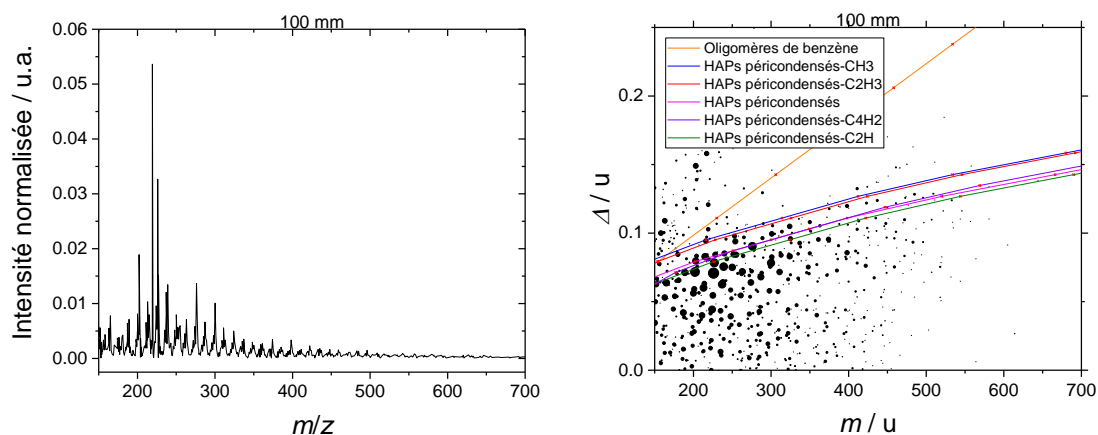 100 mm
0.06
0.05
0.04
0.03
0.02
0.01
0.00
Intensité normalisée / u.a.
200 300 400 500 600 700
m/z
100 mm
Oligomères de benzène
HAPs péricondensés-CH3
HAPs péricondensés-C2H3
HAPs péricondensés
HAPs péricondensés-C4H2
HAPs péricondensés-C2H
0.2
0.1
0.0
Δ / u
200 300 400 500 600 700
m / u